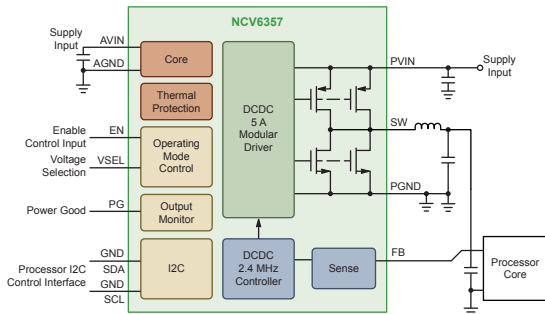 NCV6357
Supply
Input
AVIN
AGND
Core
Thermal
Protection
DCDC
5 A
Modular
Driver
PVIN
Supply
Input
SW
Enable
Control Input
EN
Voltage
Selection
VSEL
Operating
Mode
Control
PGND
Power Good
PG
Output
Monitor
Processor I2C
Control Interface
GND
SDA
GND
SCL
I2C
DCDC
2.4 MHz
Controller
Sense
FB
Processor
Core